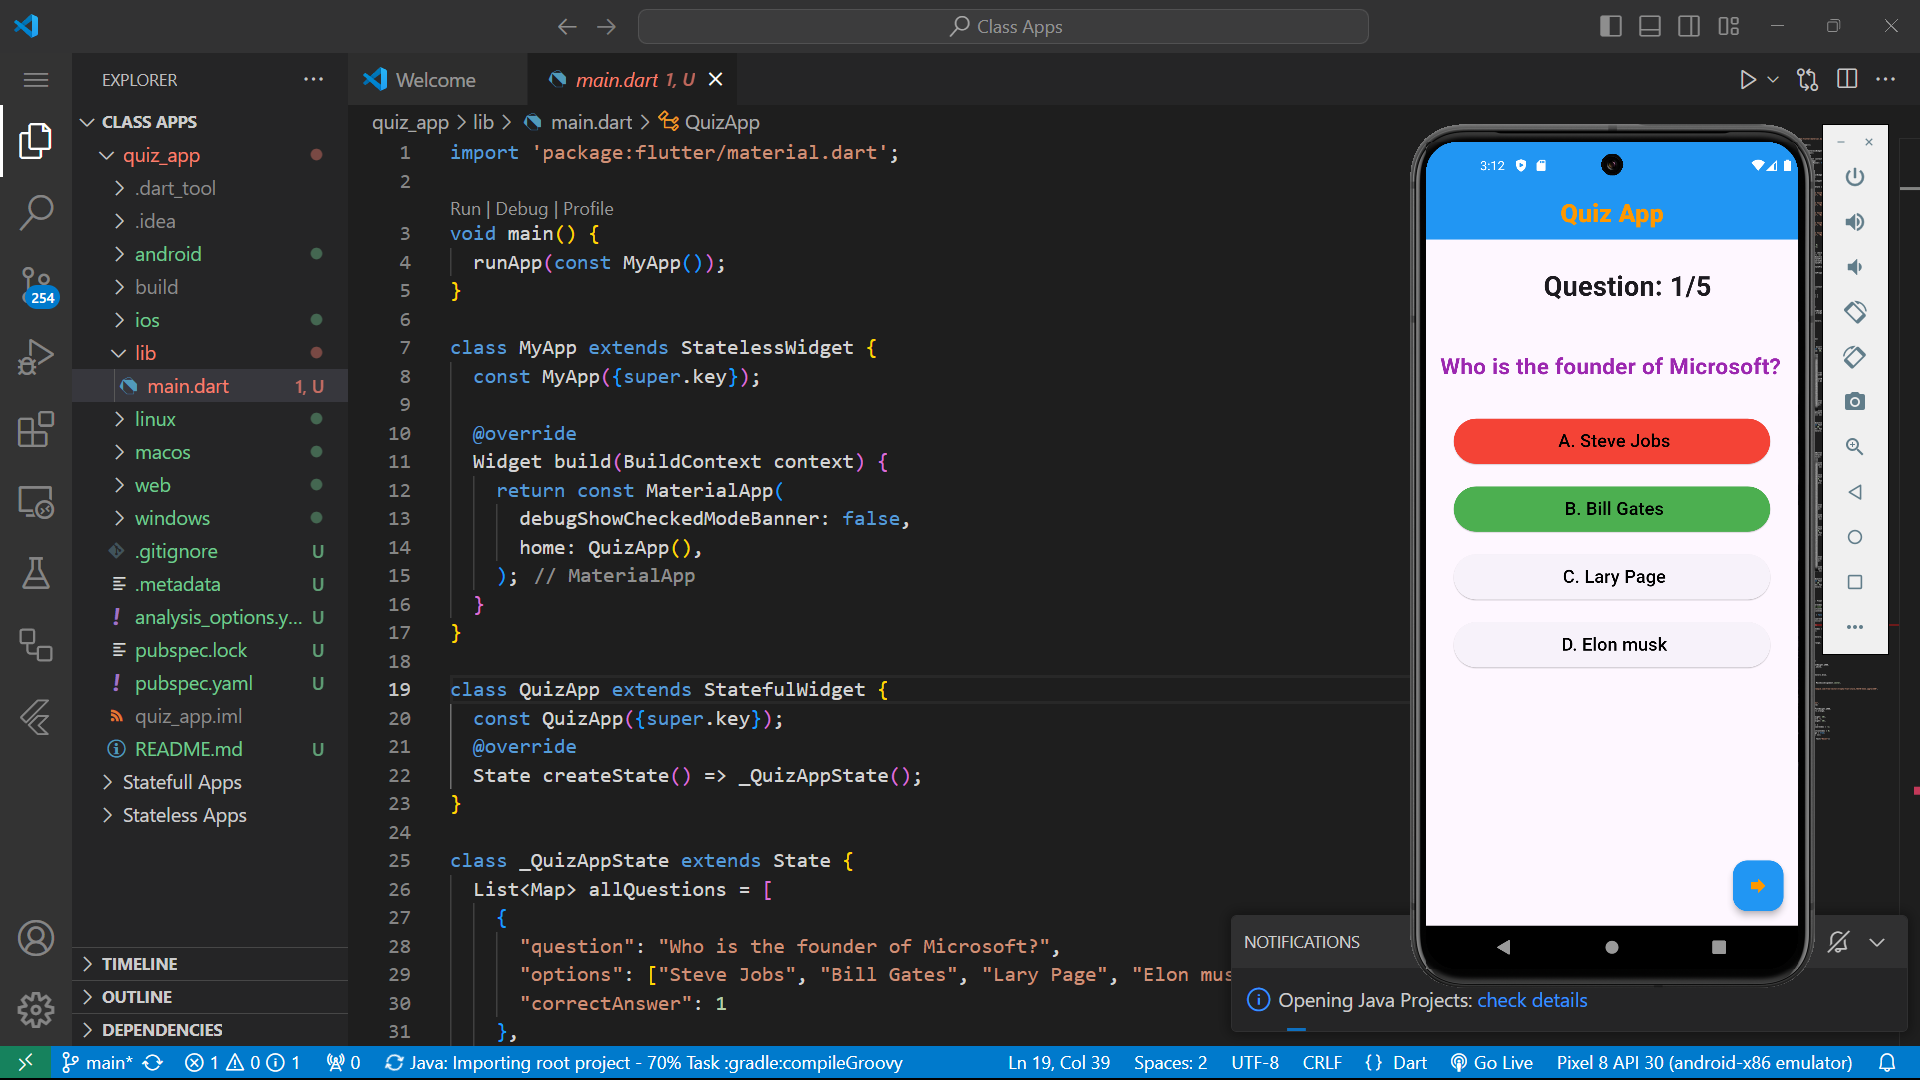 Class Apps
EXPLORER
Welcome
main.dart 1, U
CLASS APPS
quiz_app
.dart_tool
.idea
android
build
ios
lib
main.dart 1, U
linux
macos
web
windows
.gitignore U
.metadata U
analysis_options.y... U
pubspec.lock U
pubspec.yaml U
quiz_app.iml
README.md U
Statefull Apps
Stateless Apps
TIMELINE
OUTLINE
DEPENDENCIES
254
quiz_app > lib > main.dart > QuizApp
1 import 'package:flutter/material.dart';
2
Run | Debug | Profile
3 void main() {
4 runApp(const MyApp());
5 }
6
7 class MyApp extends StatelessWidget {
8 const MyApp({super.key});
9
10 @override
11 Widget build(BuildContext context) {
12 return const MaterialApp(
13 debugShowCheckedModeBanner: false,
14 home: QuizApp(),
15 ); // MaterialApp
16 }
17 }
18
19 class QuizApp extends StatefulWidget {
20 const QuizApp({super.key});
21 @override
22 State createState() => _QuizAppState();
23 }
24
25 class _QuizAppState extends State {
26 List<Map> allQuestions = [
27 {
28 "question": "Who is the founder of Microsoft?",
29 "options": ["Steve Jobs", "Bill Gates", "Lary Page", "Elon mus
30 "correctAnswer": 1
31 },
3:12
Quiz App
Question: 1/5
Who is the founder of Microsoft?
A. Steve Jobs
B. Bill Gates
C. Lary Page
D. Elon musk
NOTIFICATIONS
Opening Java Projects: check details
main* 1 0 1 0 Java: Importing root project - 70% Task :gradle:compileGroovy Ln 19, Col 39 Spaces: 2 UTF-8 CRLF {} Dart Go Live Pixel 8 API 30 (android-x86 emulator)